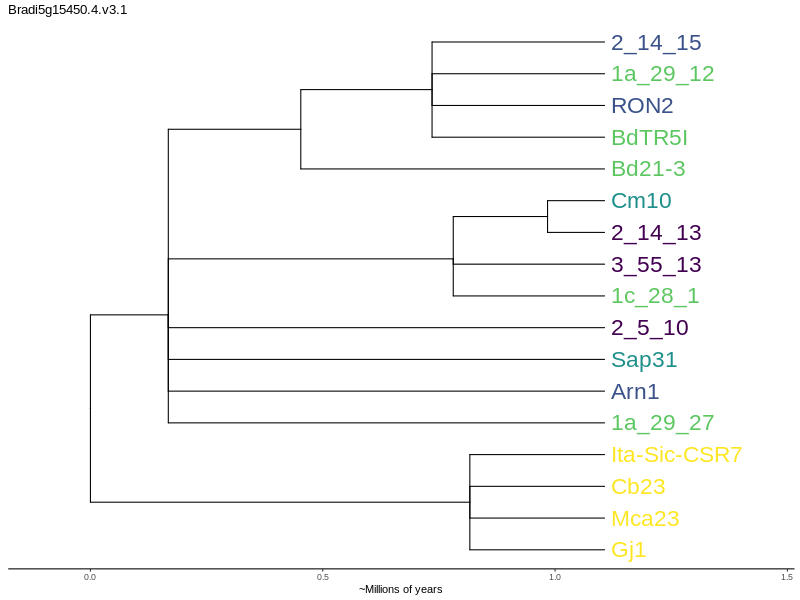 Bradi5g15450.4.v3.1
2_14_15
1a_29_12
RON2
BdTR5I
Bd21-3
Cm10
2_14_13
3_55_13
1c_28_1
2_5_10
Sap31
Arn1
1a_29_27
Ita-Sic-CSR7
Cb23
Mca23
Gj1
0.0 0.5 1.0 1.5
~Millions of years